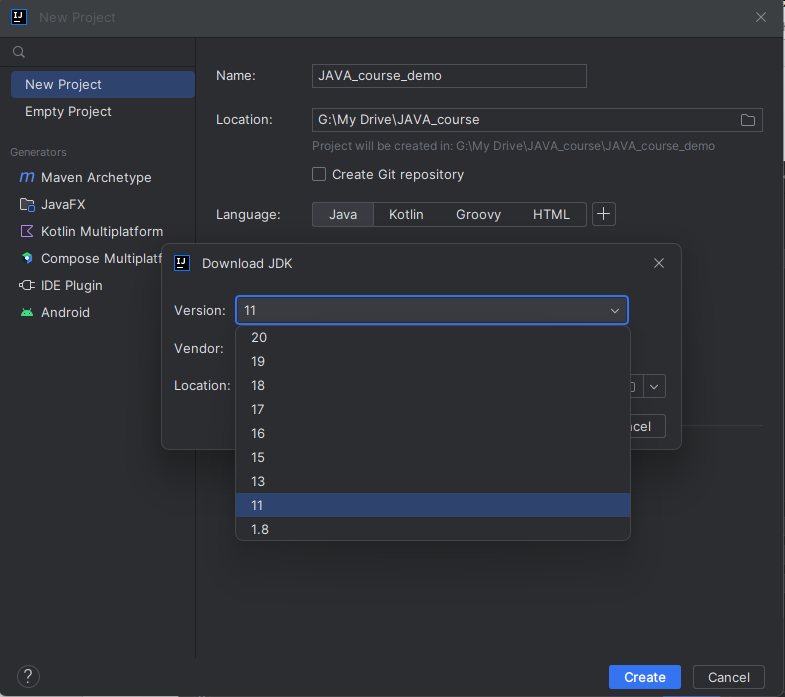 New Project
New Project
Empty Project
Generators
Maven Archetype
JavaFX
Kotlin Multiplatform
Compose Multiplatf
IDE Plugin
Android
Name: JAVA_course_demo
Location: G:\My Drive\JAVA_course
Project will be created in: G:\My Drive\JAVA_course\JAVA_course_demo
Create Git repository
Language: Java Kotlin Groovy HTML
Download JDK
Version: 11
Vendor:
Location:
20
19
18
17
16
15
13
11
1.8
ncel
? Create Cancel